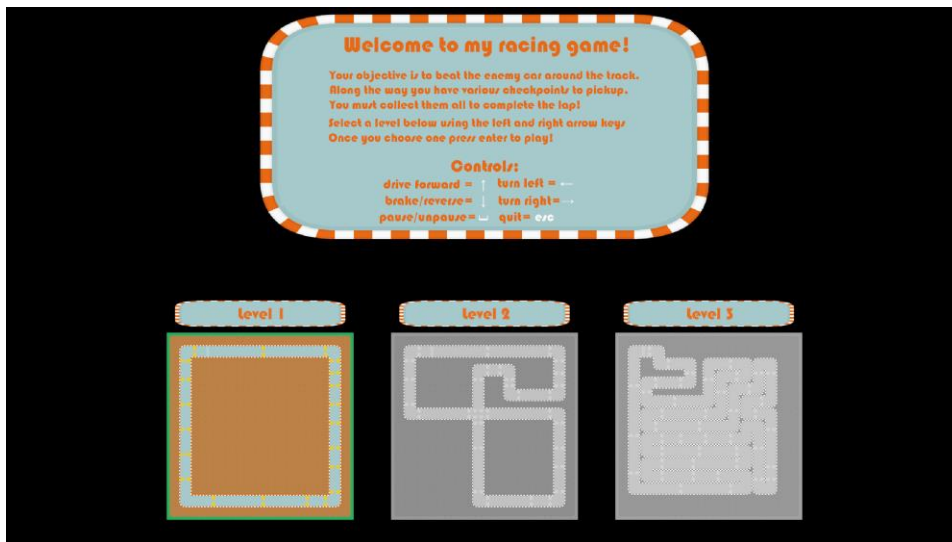 Welcome to my racing game!
Your objective is to beat the enemy car around the track.
Along the way you have various checkpoints to pickup.
You must collect them all to complete the lap!
Select a level below using the left and right arrow keys
Once you choose one press enter to play!
Controls:
drive forward = ↑ turn left = ←
brake/reverse= ↓ turn right= →
pause/unpause= ⎵ quit= esc
Level 1 Level 2 Level 3